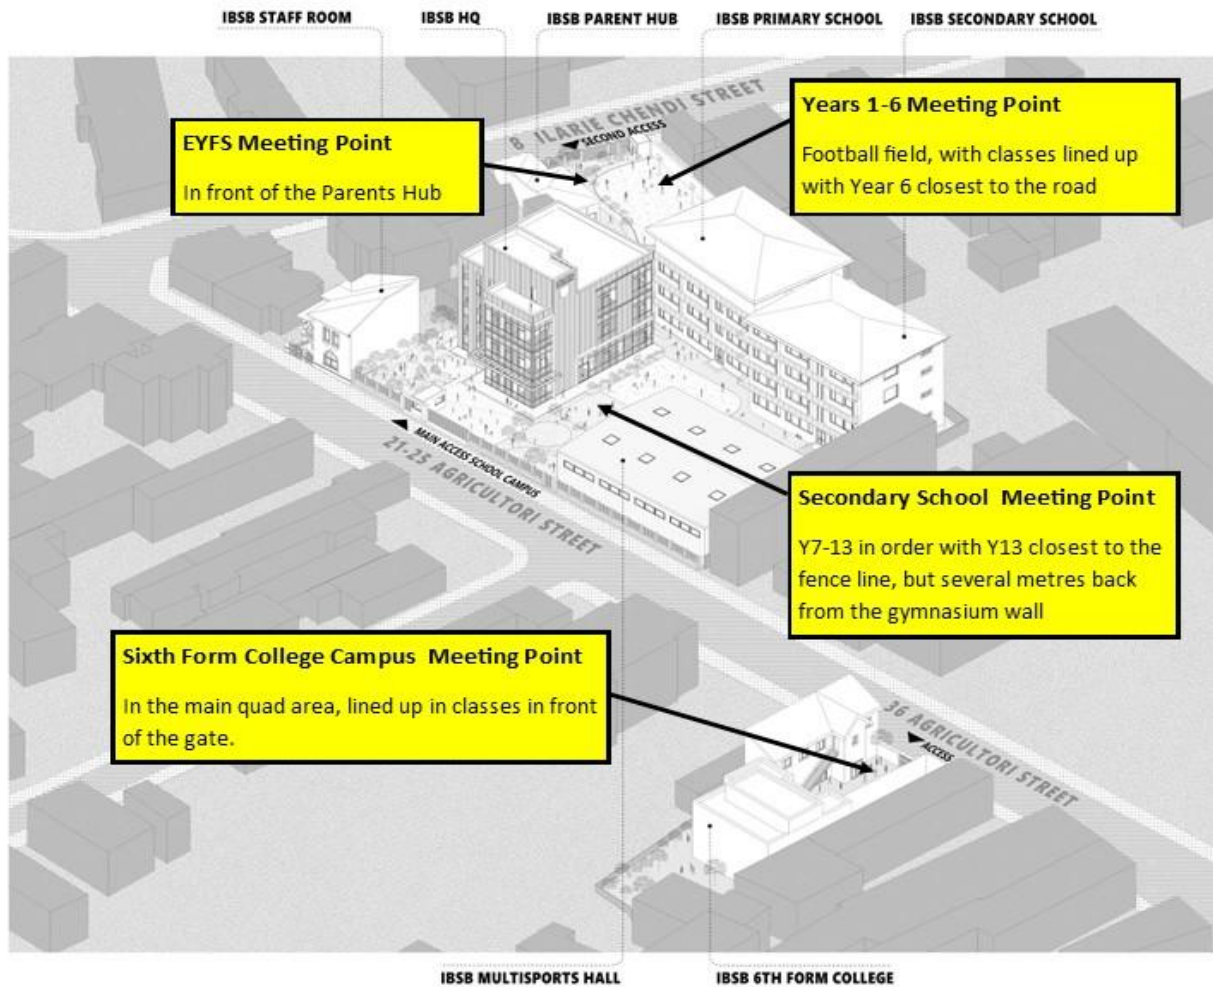 IBSB STAFF ROOM
IBSB HQ
IBSB PARENT HUB
IBSB PRIMARY SCHOOL
IBSB SECONDARY SCHOOL
8 ILARIE CHENDI STREET
SECOND ACCESS
EYFS Meeting Point
In front of the Parents Hub
Years 1-6 Meeting Point
Football field, with classes lined up
with Year 6 closest to the road
MAIN ACCESS SCHOOL CAMPUS
21-25 AGRICULTORI STREET
Secondary School Meeting Point
Y7-13 in order with Y13 closest to the
fence line, but several metres back
from the gymnasium wall
Sixth Form College Campus Meeting Point
In the main quad area, lined up in classes in front
of the gate.
36 AGRICULTORI STREET
ACCESS
IBSB MULTISPORTS HALL
IBSB 6TH FORM COLLEGE